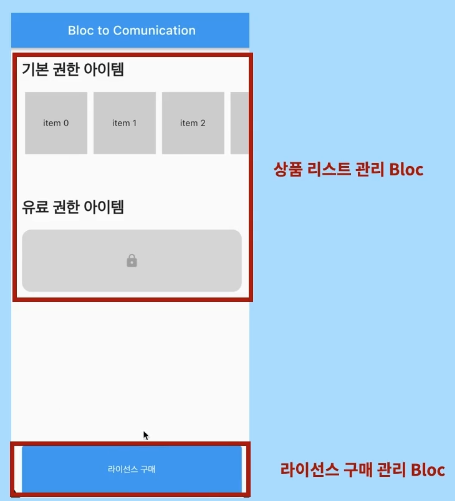 Bloc to Comunication
기본 권한 아이템
item 0
item 1
item 2
상품 리스트 관리 Bloc
유료 권한 아이템
라이선스 구매
라이선스 구매 관리 Bloc